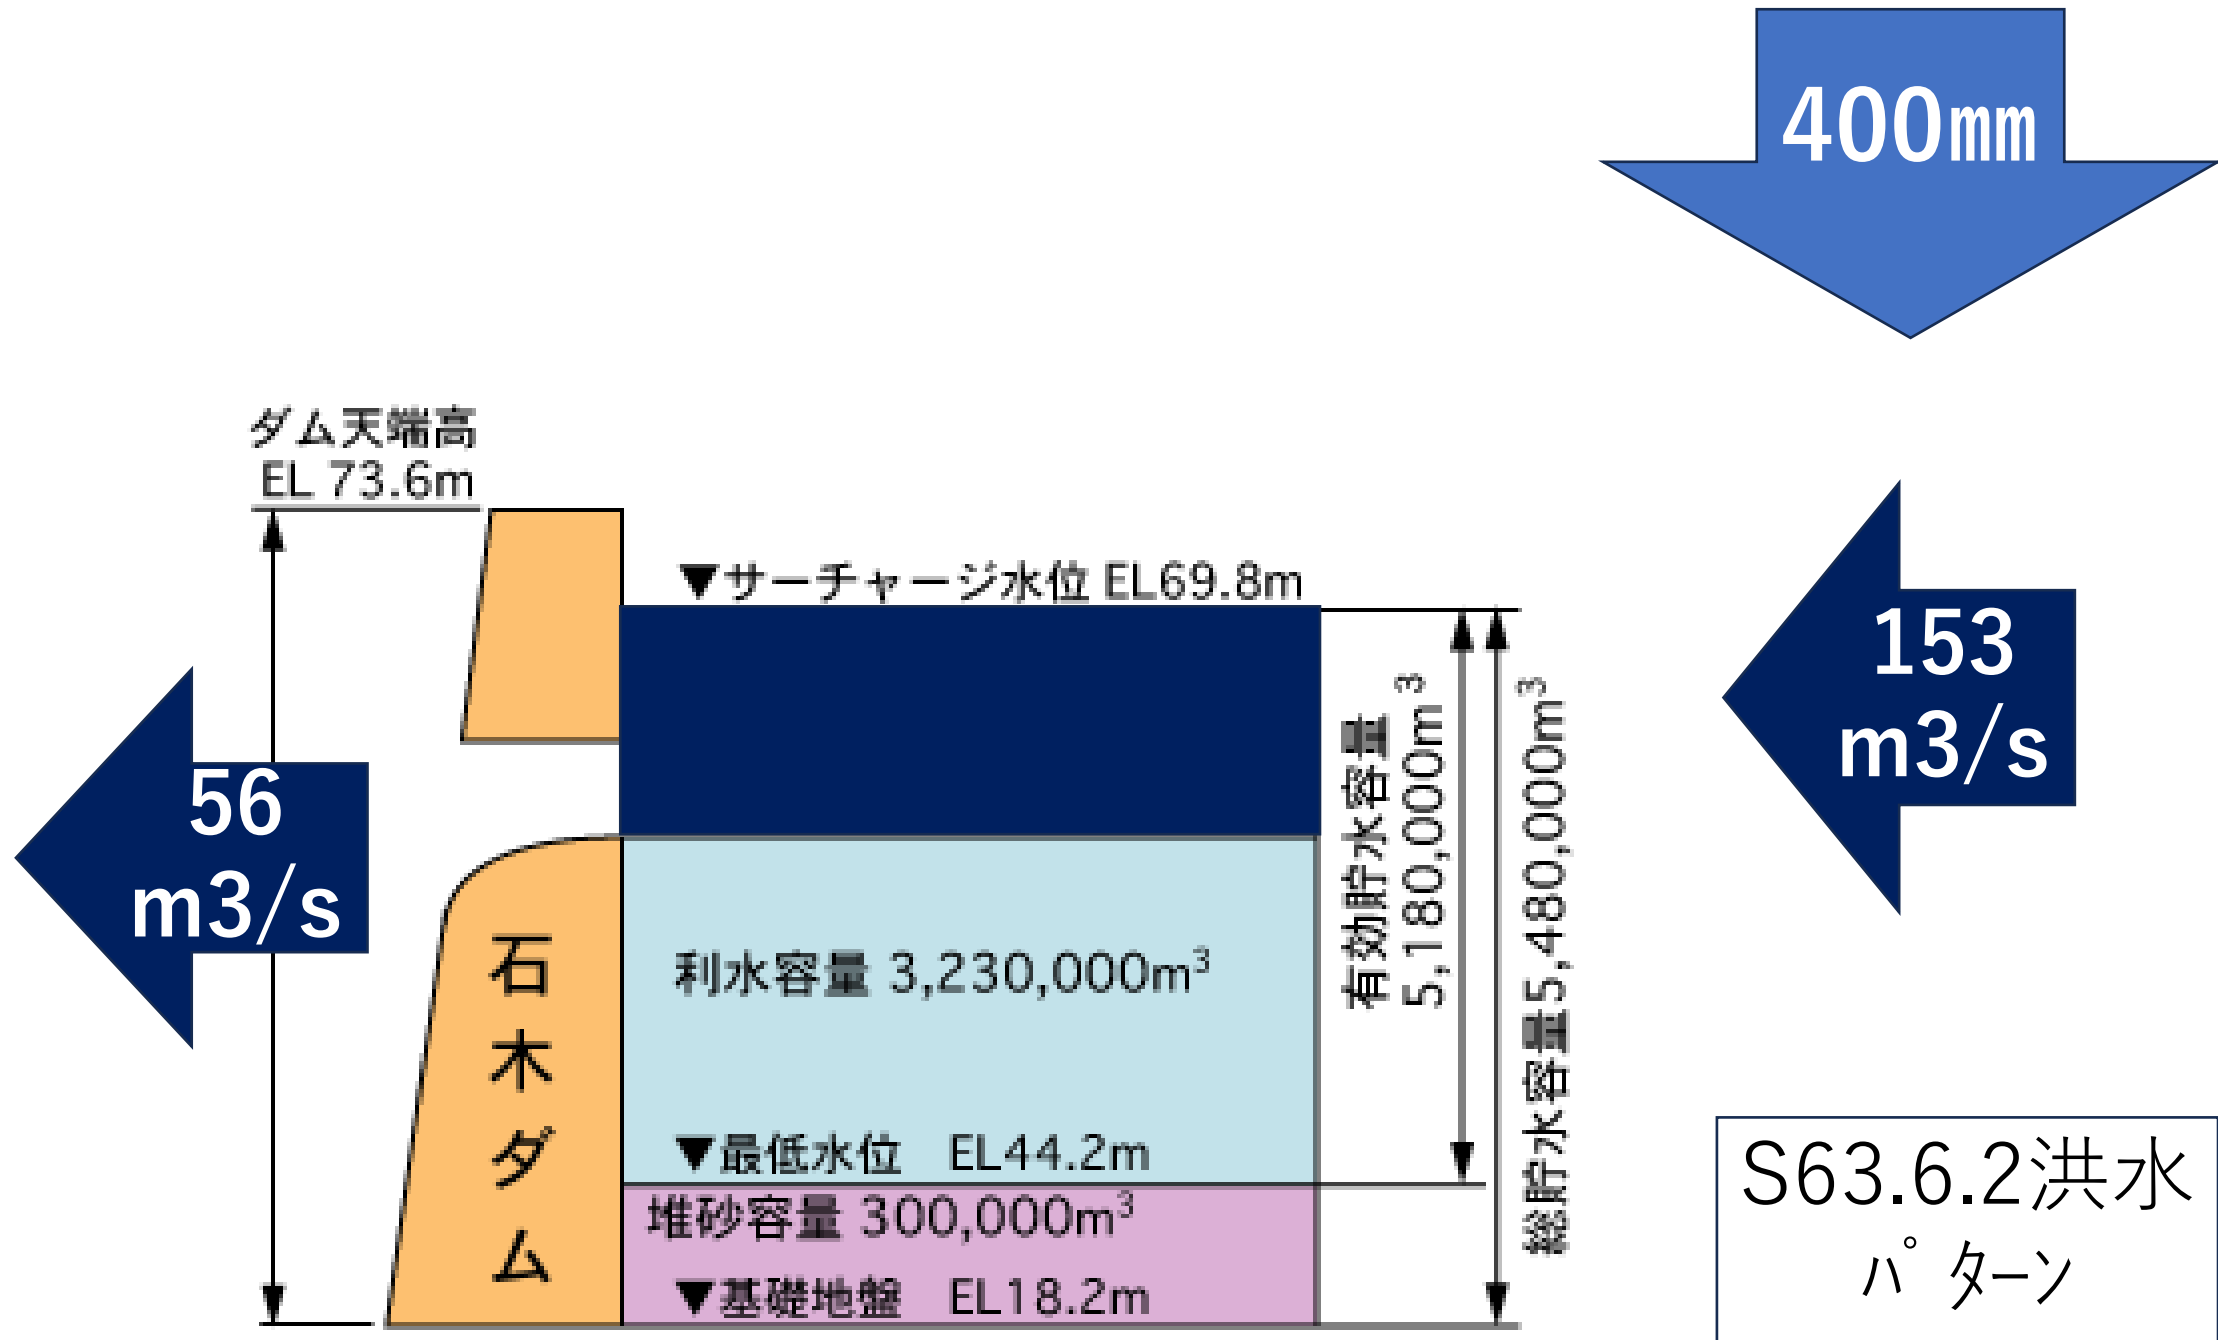 400㎜
ダム天端高
EL 73.6m
▼サーチャージ水位 EL69.8m
153
m3/s
56
m3/s
有効貯水容量
5,180,000m³
総貯水容量5,480,000m³
利水容量 3,230,000m³
石木ダム
▼最低水位　EL44.2m
堆砂容量 300,000m³
▼基礎地盤　EL18.2m
S63.6.2洪水
ﾊﾟﾀｰﾝ